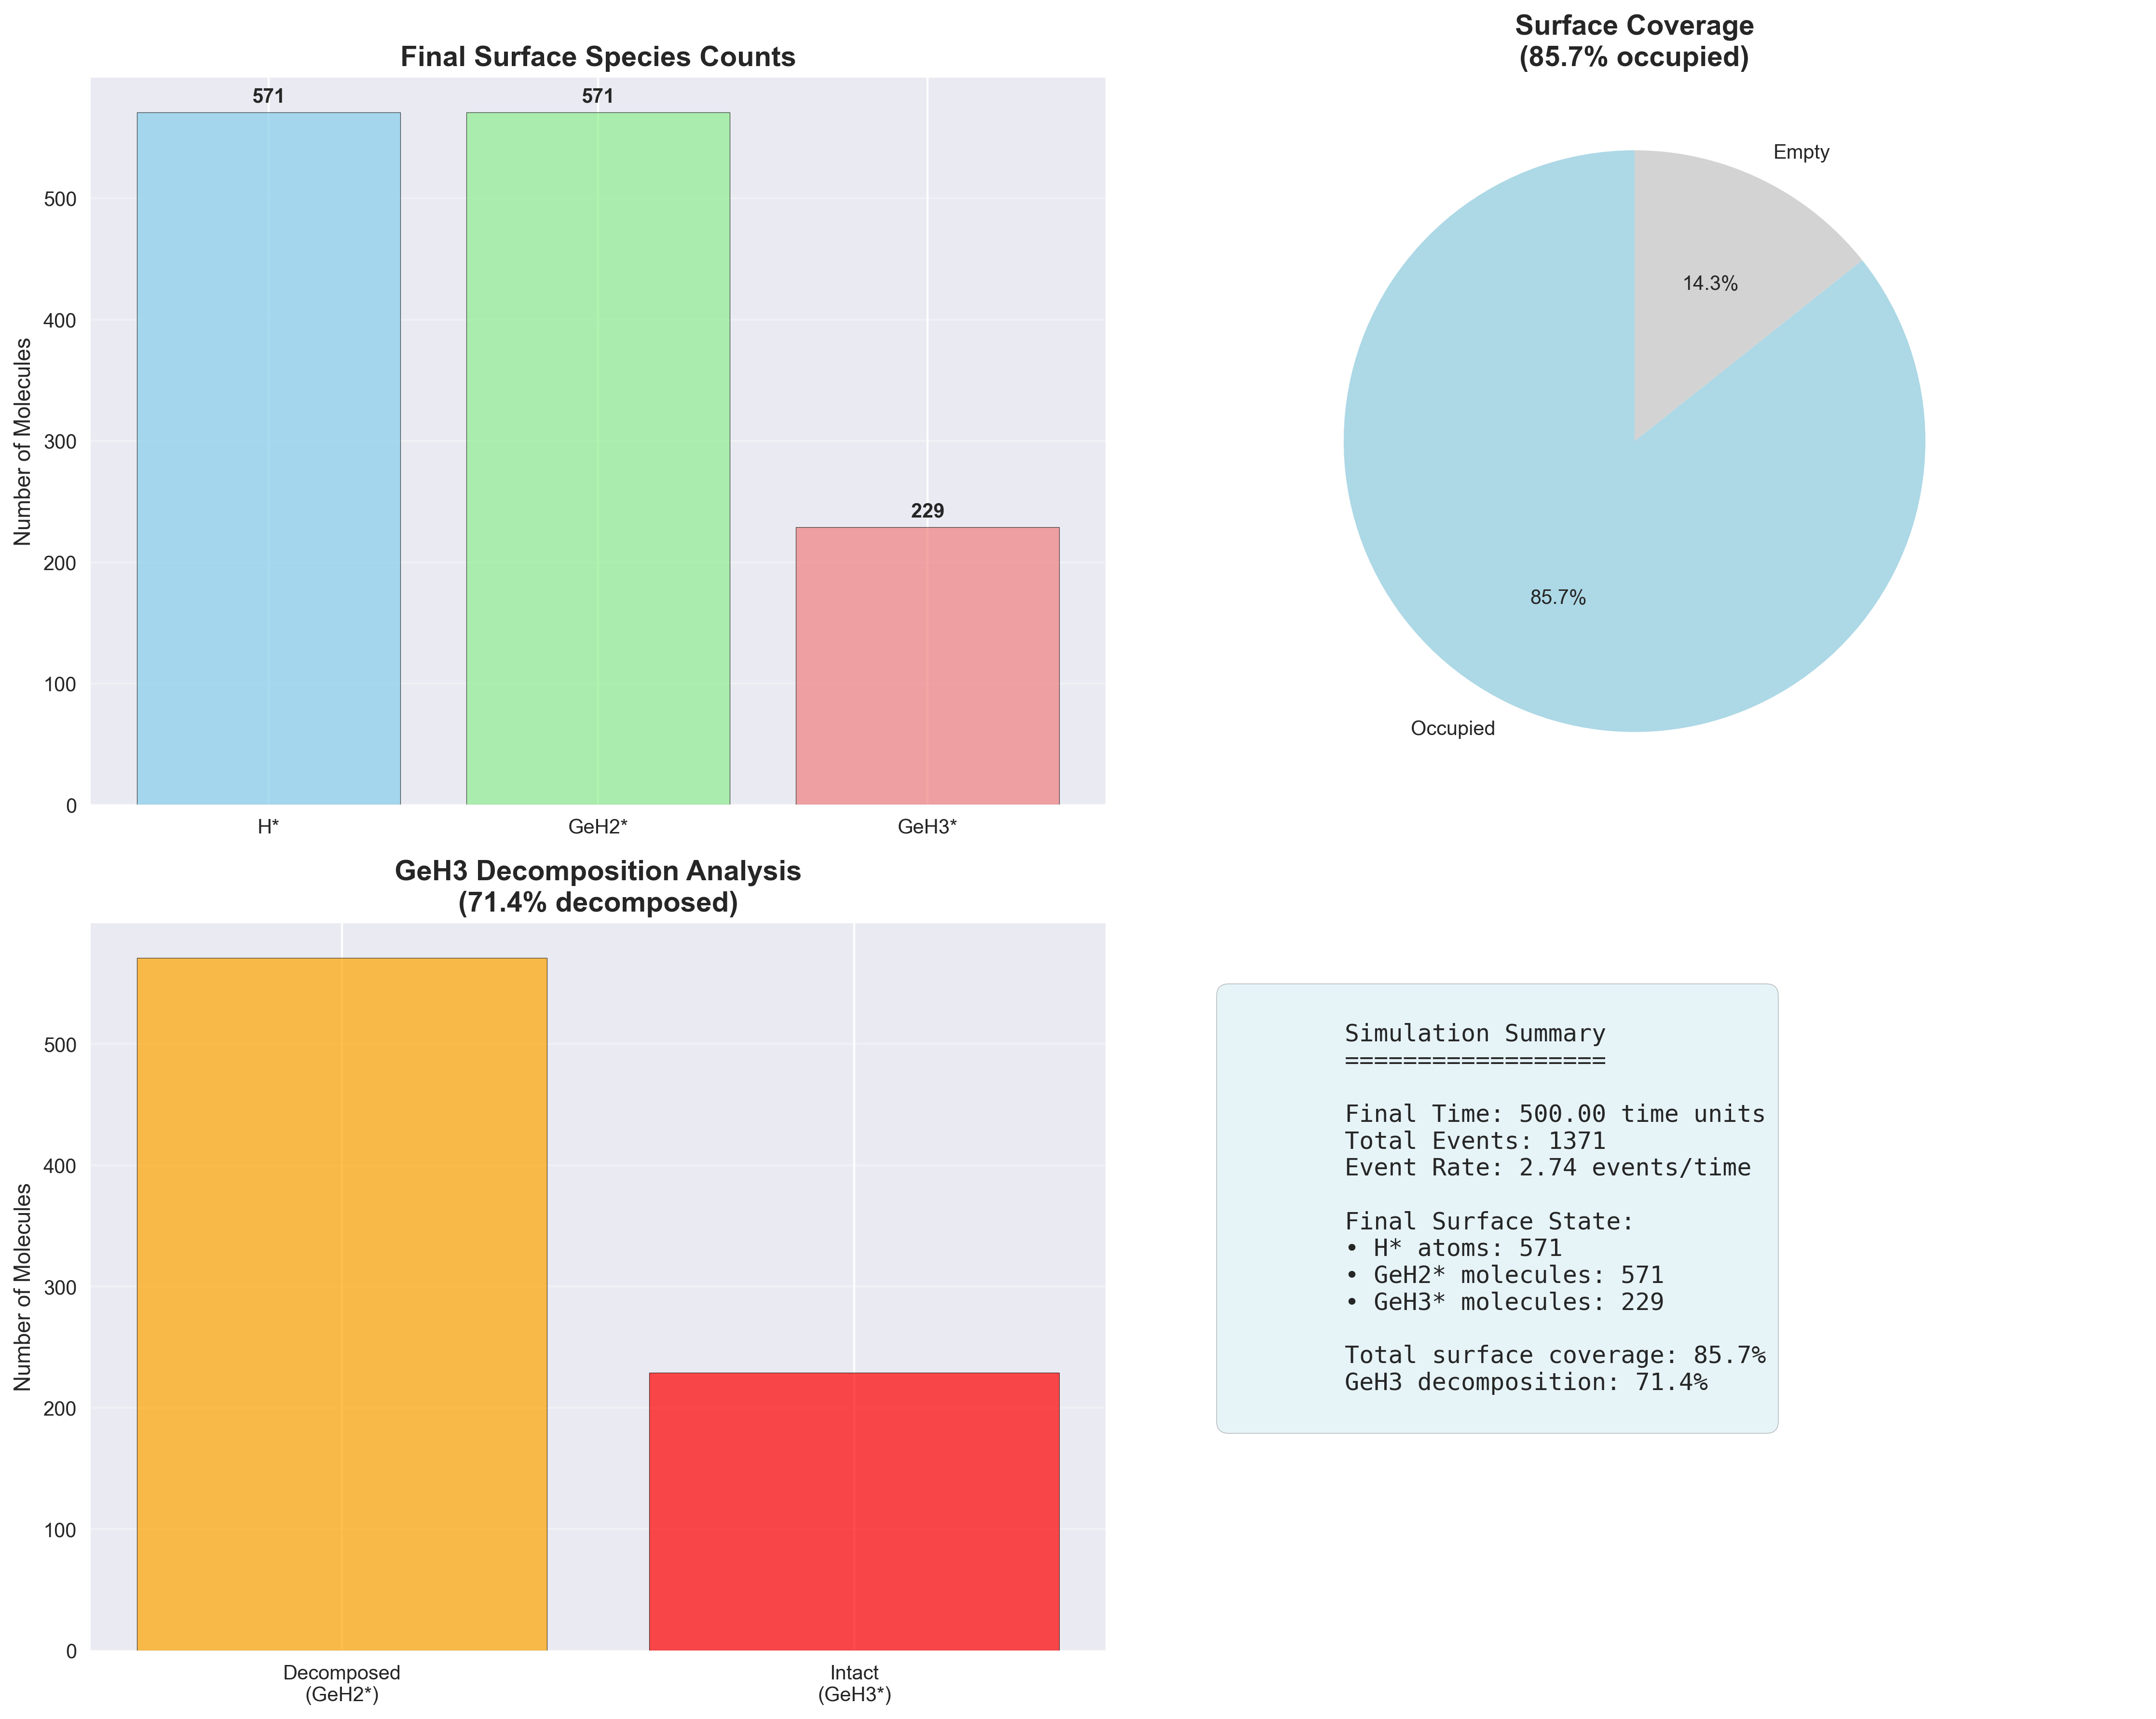 Final Surface Species Counts
Number of Molecules
500
400
300
200
100
0
571
571
229
H*
GeH2*
GeH3*
Surface Coverage
(85.7% occupied)
Empty
14.3%
85.7%
Occupied
GeH3 Decomposition Analysis
(71.4% decomposed)
Number of Molecules
500
400
300
200
100
0
Decomposed
(GeH2*)
Intact
(GeH3*)
Simulation Summary
==================
Final Time: 500.00 time units
Total Events: 1371
Event Rate: 2.74 events/time
Final Surface State:
• H* atoms: 571
• GeH2* molecules: 571
• GeH3* molecules: 229
Total surface coverage: 85.7%
GeH3 decomposition: 71.4%